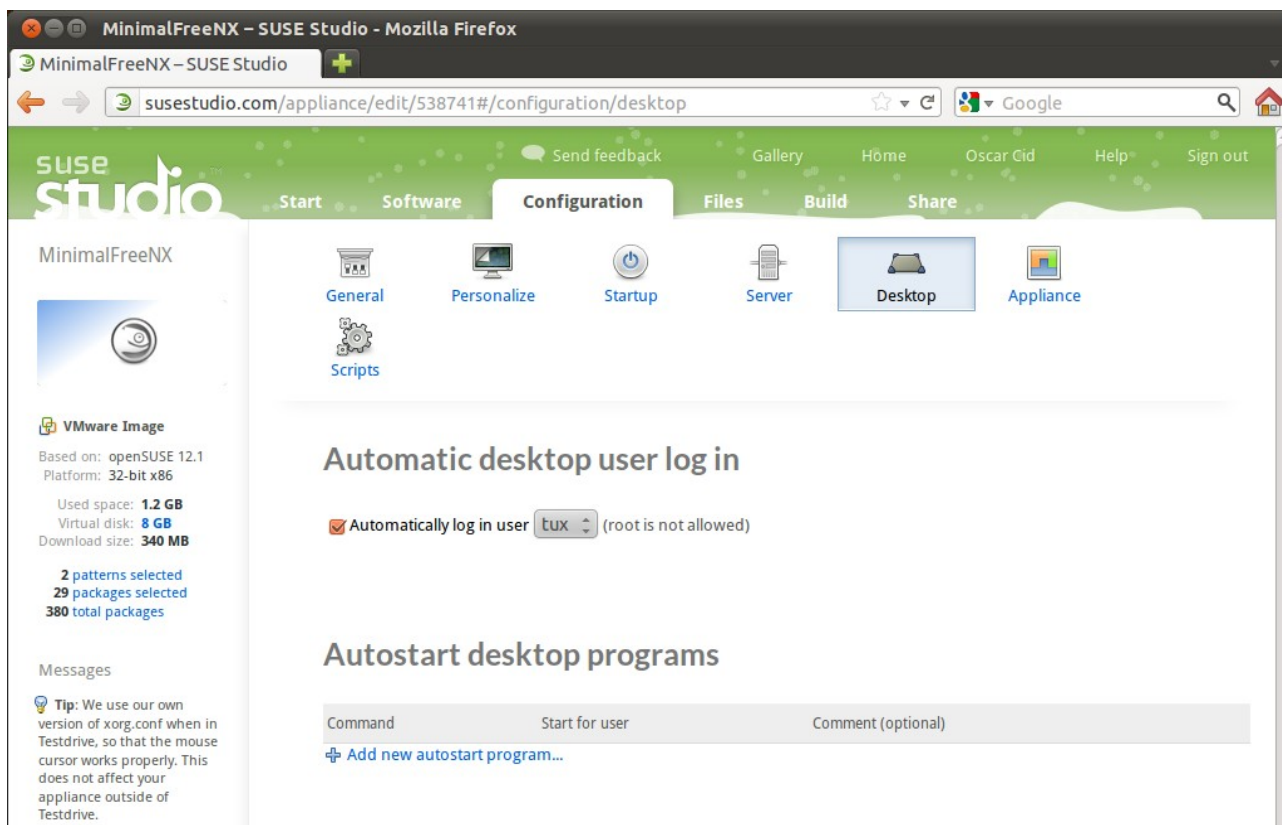 MinimalFreeNX – SUSE Studio - Mozilla Firefox
MinimalFreeNX – SUSE Studio
susestudio.com/appliance/edit/538741#/configuration/desktop
Google
suse
studio
Send feedback
Gallery
Home
Oscar Cid
Help
Sign out
Start
Software
Configuration
Files
Build
Share
MinimalFreeNX
General
Personalize
Startup
Server
Desktop
Appliance
Scripts
VMware Image
Based on: openSUSE 12.1
Platform: 32-bit x86
Used space: 1.2 GB
Virtual disk: 8 GB
Download size: 340 MB
2 patterns selected
29 packages selected
380 total packages
Messages
Tip: We use our own
version of xorg.conf when in
Testdrive, so that the mouse
cursor works properly. This
does not affect your
appliance outside of
Testdrive.
Automatic desktop user log in
Automatically log in user tux (root is not allowed)
Autostart desktop programs
Command
Start for user
Comment (optional)
Add new autostart program...